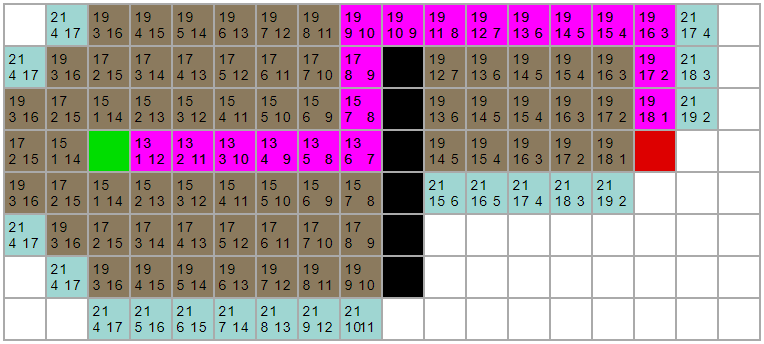 21 19 19 19 19 19 19 19 19 19 19 19 19 19 19 21
4 17 3 16 4 15 5 14 6 13 7 12 8 11 9 10 10 9 11 8 12 7 13 6 14 5 15 4 16 3 17 4
21 19 17 17 17 17 17 17 17 19 19 19 19 19 19 21
4 17 3 16 2 15 3 14 4 13 5 12 6 11 7 10 8 9 12 7 13 6 14 5 15 4 16 3 17 2 18 3
19 17 15 15 15 15 15 15 15 19 19 19 19 19 19 21
3 16 2 15 1 14 2 13 3 12 4 11 5 10 6 9 7 8 13 6 14 5 15 4 16 3 17 2 18 1 19 2
17 15 13 13 13 13 13 13 19 19 19 19 19
2 15 1 14 1 12 2 11 3 10 4 9 5 8 6 7 14 5 15 4 16 3 17 2 18 1
19 17 15 15 15 15 15 15 15 21 21 21 21 21
3 16 2 15 1 14 2 13 3 12 4 11 5 10 6 9 7 8 15 6 16 5 17 4 18 3 19 2
21 19 17 17 17 17 17 17 17
4 17 3 16 2 15 3 14 4 13 5 12 6 11 7 10 8 9
21 19 19 19 19 19 19 19
4 17 3 16 4 15 5 14 6 13 7 12 8 11 9 10
21 21 21 21 21 21 21
4 17 5 16 6 15 7 14 8 13 9 12 1011